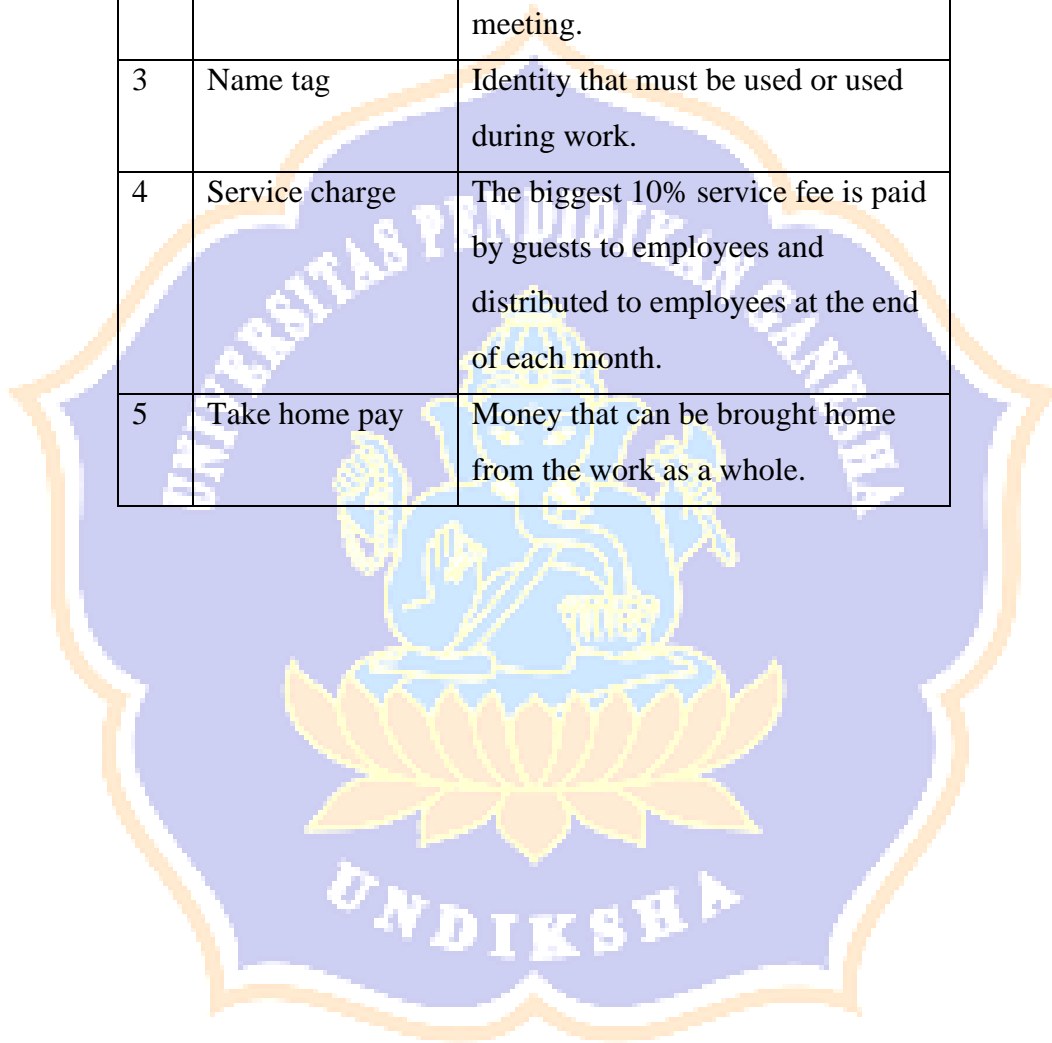 meeting.
3 Name tag Identity that must be used or used
during work.
4 Service charge The biggest 10% service fee is paid
by guests to employees and
distributed to employees at the end
of each month.
5 Take home pay Money that can be brought home
from the work as a whole.
UNIVERSITAS PENDIDIKAN GANESHA
UNDIKSHA